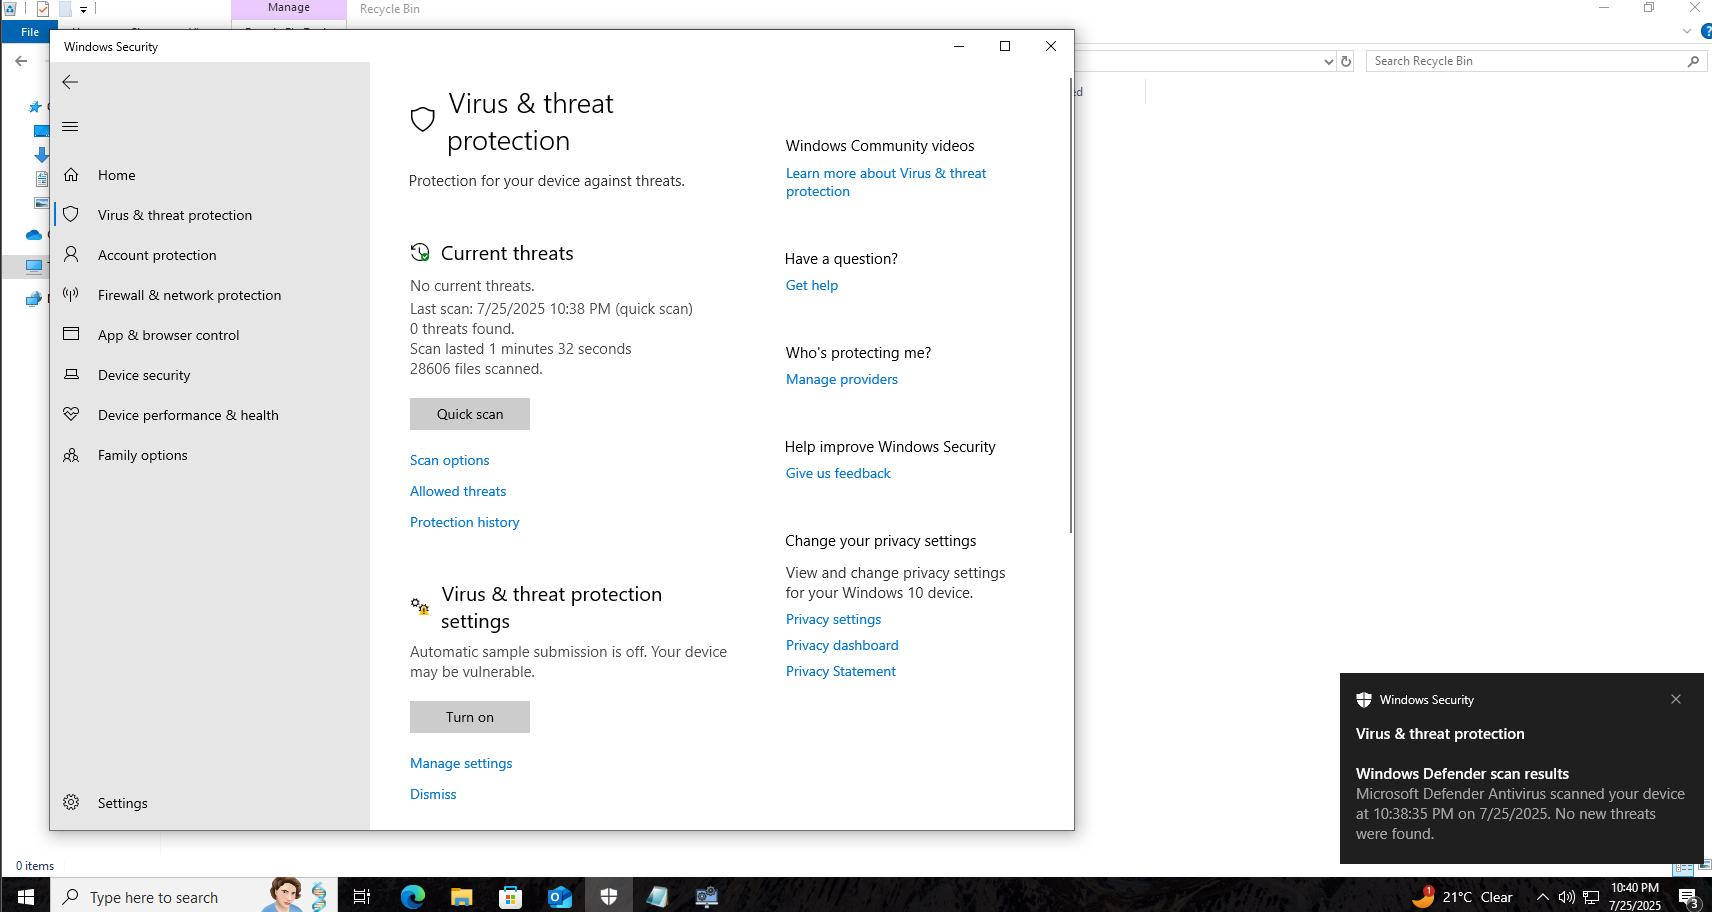 Manage
Recycle Bin
File
Search Recycle Bin
Windows Security
Home
Virus & threat protection
Account protection
Firewall & network protection
App & browser control
Device security
Device performance & health
Family options
Settings
Virus & threat
protection
Protection for your device against threats.
Current threats
No current threats.
Last scan: 7/25/2025 10:38 PM (quick scan)
0 threats found.
Scan lasted 1 minutes 32 seconds
28606 files scanned.
Quick scan
Scan options
Allowed threats
Protection history
Virus & threat protection
settings
Automatic sample submission is off. Your device
may be vulnerable.
Turn on
Manage settings
Dismiss
Windows Community videos
Learn more about Virus & threat
protection
Have a question?
Get help
Who's protecting me?
Manage providers
Help improve Windows Security
Give us feedback
Change your privacy settings
View and change privacy settings
for your Windows 10 device.
Privacy settings
Privacy dashboard
Privacy Statement
Windows Security
Virus & threat protection
Windows Defender scan results
Microsoft Defender Antivirus scanned your device
at 10:38:35 PM on 7/25/2025. No new threats
were found.
0 items
Type here to search
1
21°C Clear
10:40 PM
7/25/2025
3